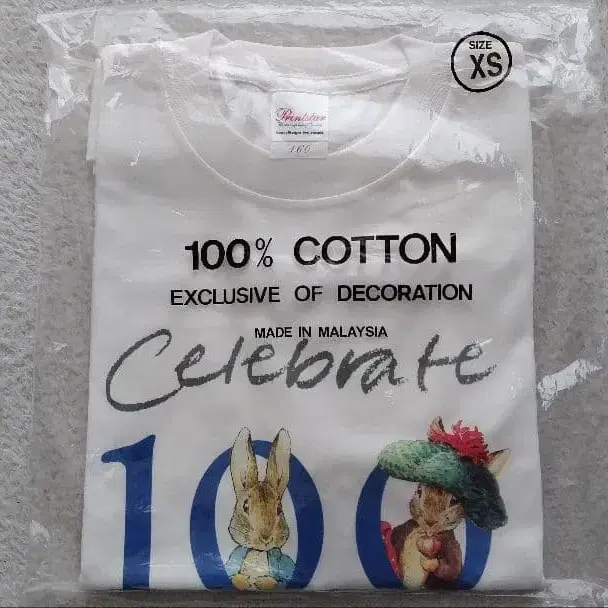 SIZE
XS
Printstar
160
100% COTTON
EXCLUSIVE OF DECORATION
MADE IN MALAYSIA
Celebrate
100